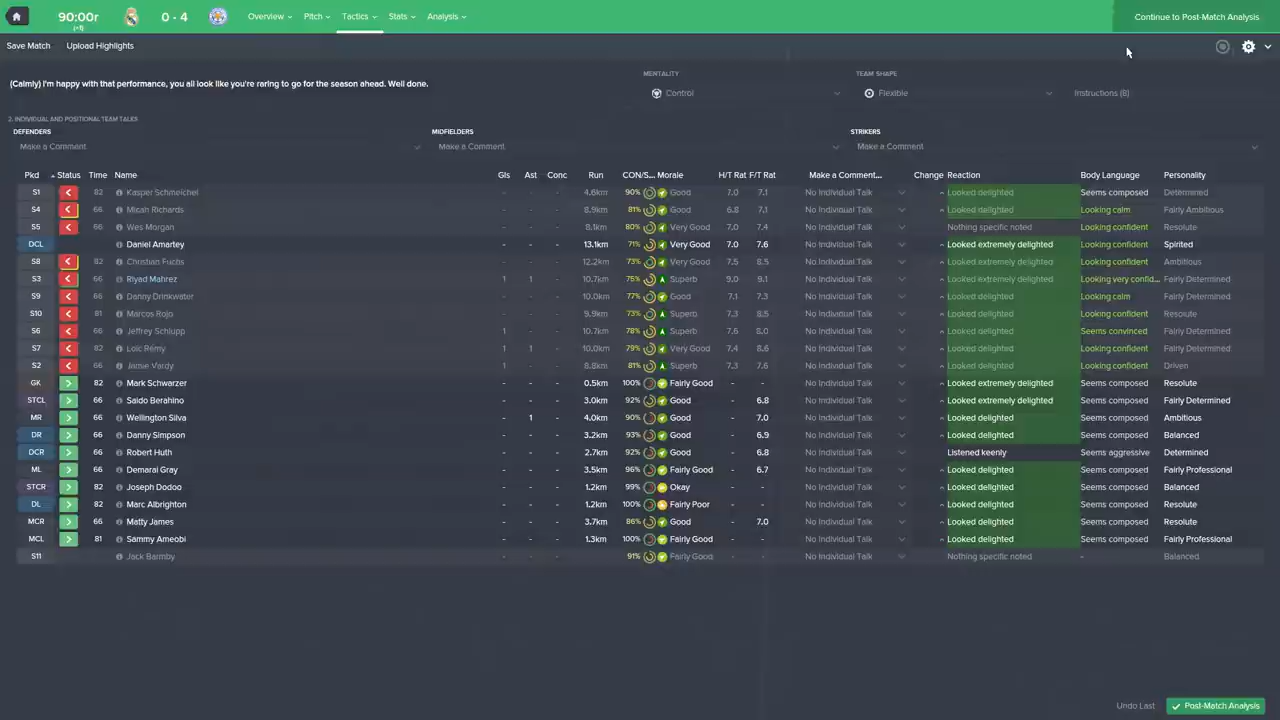 90:00r 0 - 4 Overview Pitch Tactics Stats Analysis Continue to Post-Match Analysis
(+1)
Save Match Upload Highlights
(Calmly) I'm happy with that performance, you all look like you're raring to go for the season ahead. Well done.
MENTALITY TEAM SHAPE
Control Flexible Instructions (8)
2. INDIVIDUAL AND POSITIONAL TEAM TALKS
DEFENDERS MIDFIELDERS STRIKERS
Make a Comment Make a Comment Make a Comment
Pkd Status Time Name Gls Ast Conc Run CON/S... Morale H/T Rat F/T Rat Make a Comment... Change Reaction Body Language Personality
S1 82 Kasper Schmeichel - - - 4.6km 90% Good 7.0 7.1 No Individual Talk Looked delighted Seems composed Determined
S4 66 Micah Richards - - - 8.9km 81% Good 6.8 7.1 No Individual Talk Looked delighted Looking calm Fairly Ambitious
S5 66 Wes Morgan - - - 8.1km 80% Very Good 7.0 7.4 No Individual Talk Nothing specific noted Looking confident Resolute
DCL Daniel Amartey - - - 13.1km 71% Very Good 7.0 7.6 No Individual Talk Looked extremely delighted Looking confident Spirited
S8 82 Christian Fuchs - - - 12.2km 73% Very Good 7.5 8.5 No Individual Talk Looked extremely delighted Looking confident Ambitious
S3 66 Riyad Mahrez 1 1 - 10.7km 75% Superb 9.0 9.1 No Individual Talk Looked extremely delighted Looking very confid... Fairly Determined
S9 66 Danny Drinkwater - - - 10.0km 77% Good 7.1 7.3 No Individual Talk Looked delighted Looking calm Fairly Determined
S10 81 Marcos Rojo - - - 9.9km 73% Superb 7.3 8.5 No Individual Talk Looked delighted Looking confident Resolute
S6 66 Jeffrey Schlupp 1 - - 10.7km 78% Superb 7.6 8.0 No Individual Talk Looked delighted Seems convinced Fairly Determined
S7 82 Loïc Rémy 1 1 - 10.0km 79% Very Good 7.4 8.6 No Individual Talk Looked delighted Looking confident Fairly Determined
S2 66 Jamie Vardy 1 - - 8.8km 81% Superb 7.3 7.6 No Individual Talk Looked delighted Looking confident Driven
GK 82 Mark Schwarzer - - - 0.5km 100% Fairly Good - - No Individual Talk Looked extremely delighted Seems composed Resolute
STCL 66 Saido Berahino - - - 3.0km 92% Good - 6.8 No Individual Talk Looked extremely delighted Seems composed Fairly Determined
MR 66 Wellington Silva - 1 - 4.0km 90% Good - 7.0 No Individual Talk Looked delighted Seems composed Ambitious
DR 66 Danny Simpson - - - 3.2km 93% Good - 6.9 No Individual Talk Looked delighted Seems composed Balanced
DCR 66 Robert Huth - - - 2.7km 92% Good - 6.8 No Individual Talk Listened keenly Seems aggressive Determined
ML 66 Demarai Gray - - - 3.5km 96% Fairly Good - 6.7 No Individual Talk Looked delighted Seems composed Fairly Professional
STCR 82 Joseph Dodoo - - - 1.2km 99% Okay - - No Individual Talk Looked delighted Seems composed Balanced
DL 82 Marc Albrighton - - - 1.2km 100% Fairly Poor - - No Individual Talk Looked delighted Seems composed Resolute
MCR 66 Matty James - - - 3.7km 86% Good - 7.0 No Individual Talk Looked delighted Seems composed Resolute
MCL 81 Sammy Ameobi - - - 1.3km 100% Fairly Good - - No Individual Talk Looked delighted Seems composed Fairly Professional
S11 Jack Barmby 91% Fairly Good - - No Individual Talk Nothing specific noted - Balanced
Undo Last Post-Match Analysis